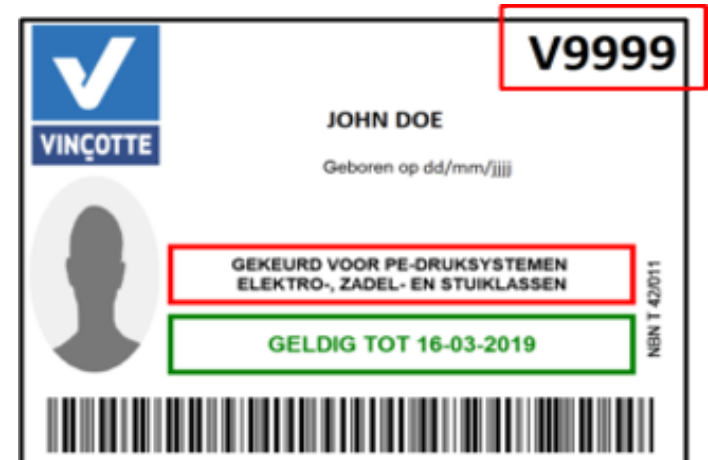 V9999
VINÇOTTE
JOHN DOE
Geboren op dd/mm/jjjj
GEKEURD VOOR PE-DRUKSYSTEMEN
ELEKTRO-, ZADEL- EN STUIKLASSEN
GELDIG TOT 16-03-2019
NBN T 42/011